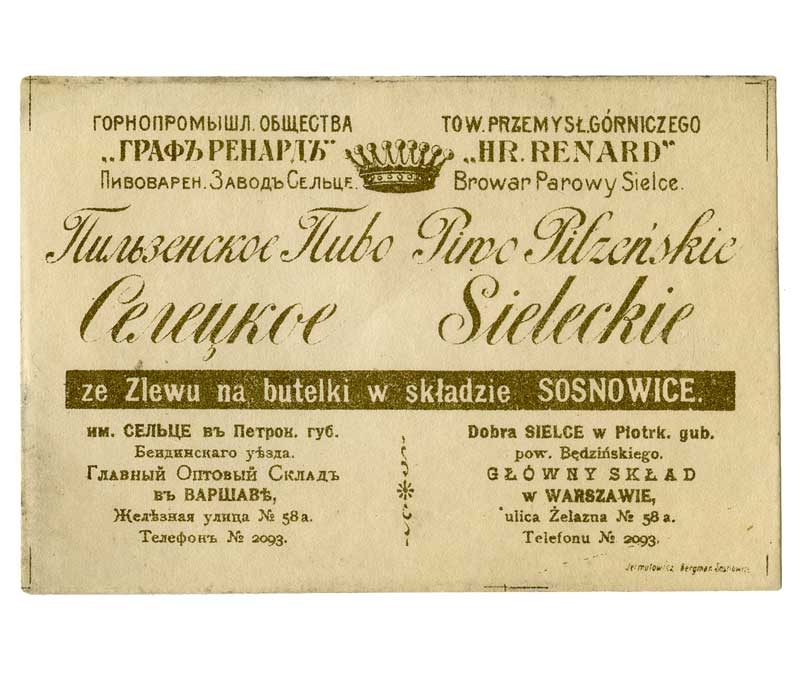 ГОРНОПРОМЫШЛ. ОБЩЕСТВА
„ГРАФЪ РЕНАРДЪ"
ПИВОВАРЕН. ЗАВОДЪ СЕЛЬЦЕ.
TOW. PRZEMYSŁ.GÓRNICZEGO
„HR. RENARD"
Browar Parowy Sielce.
Пильзенское Пиво
Селецкое
Piwo Pilzeńskie
Sieleckie
ze Zlewu na butelki w składzie SOSNOWICE.
им. СЕЛЬЦЕ въ Петрок. губ.
Бендинскаго уѣзда.
Главный Оптовый Складъ
въ ВАРШАВѢ,
Желѣзная улица № 58 а.
Телефонъ № 2093.
Dobra SIELCE w Piotrk. gub.
pow. Będzińskiego.
GŁÓWNY SKŁAD
w WARSZAWIE,
ulica Żelazna № 58 a.
Telefonu № 2093.
Jermułowicz, Bergman Sosnowice